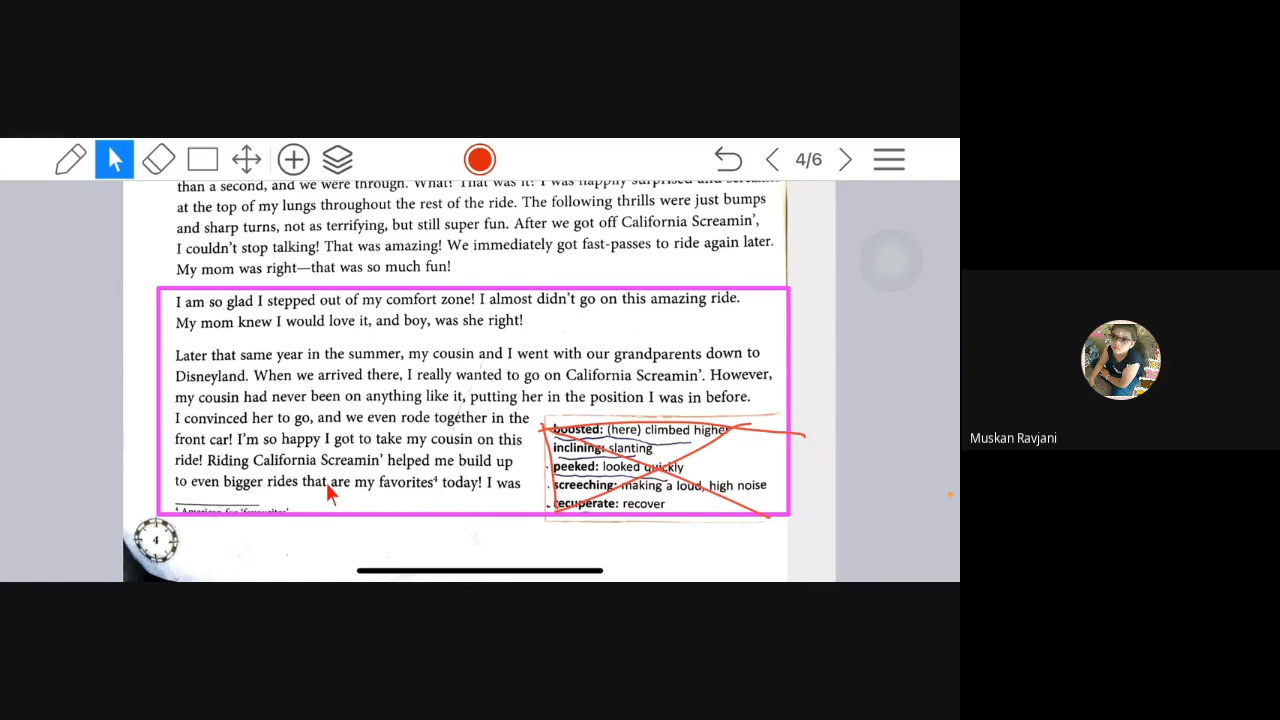 4/6
than a second, and we were through. What! That was it? I was happily surprised and
at the top of my lungs throughout the rest of the ride. The following thrills were just bumps
and sharp turns, not as terrifying, but still super fun. After we got off California Screamin’,
I couldn’t stop talking! That was amazing! We immediately got fast-passes to ride again later.
My mom was right—that was so much fun!
I am so glad I stepped out of my comfort zone! I almost didn’t go on this amazing ride.
My mom knew I would love it, and boy, was she right!
Later that same year in the summer, my cousin and I went with our grandparents down to
Disneyland. When we arrived there, I really wanted to go on California Screamin’. However,
my cousin had never been on anything like it, putting her in the position I was in before.
I convinced her to go, and we even rode together in the
front car! I’m so happy I got to take my cousin on this
ride! Riding California Screamin’ helped me build up
to even bigger rides that are my favorites⁴ today! I was
boosted: (here) climbed higher
inclining: slanting
peeked: looked quickly
screeching: making a loud, high noise
recuperate: recover
4
Muskan Ravjani